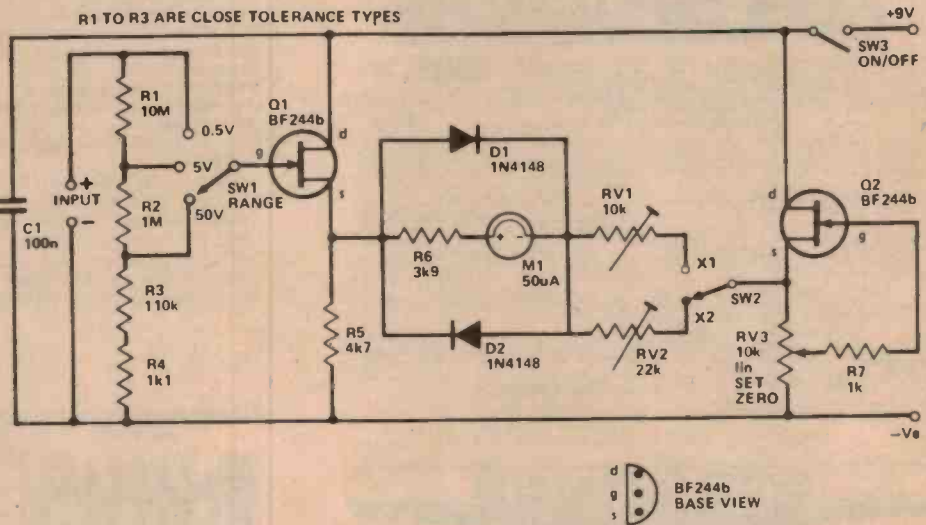 R1 TO R3 ARE CLOSE TOLERANCE TYPES
+9V
SW3
ON/OFF
R1
10M
0.5V
Q1
BF244b
d
g
s
5V
SW1
RANGE
50V
+
INPUT
−
C1
100n
R2
1M
R3
110k
R4
1k1
R5
4k7
D1
1N4148
R6
3k9
+ -
M1
50uA
D2
1N4148
RV1
10k
X1
X2
SW2
RV2
22k
Q2
BF244b
d
g
s
RV3
10k
lin
SET
ZERO
R7
1k
−Ve
d
g
s
BF244b
BASE VIEW